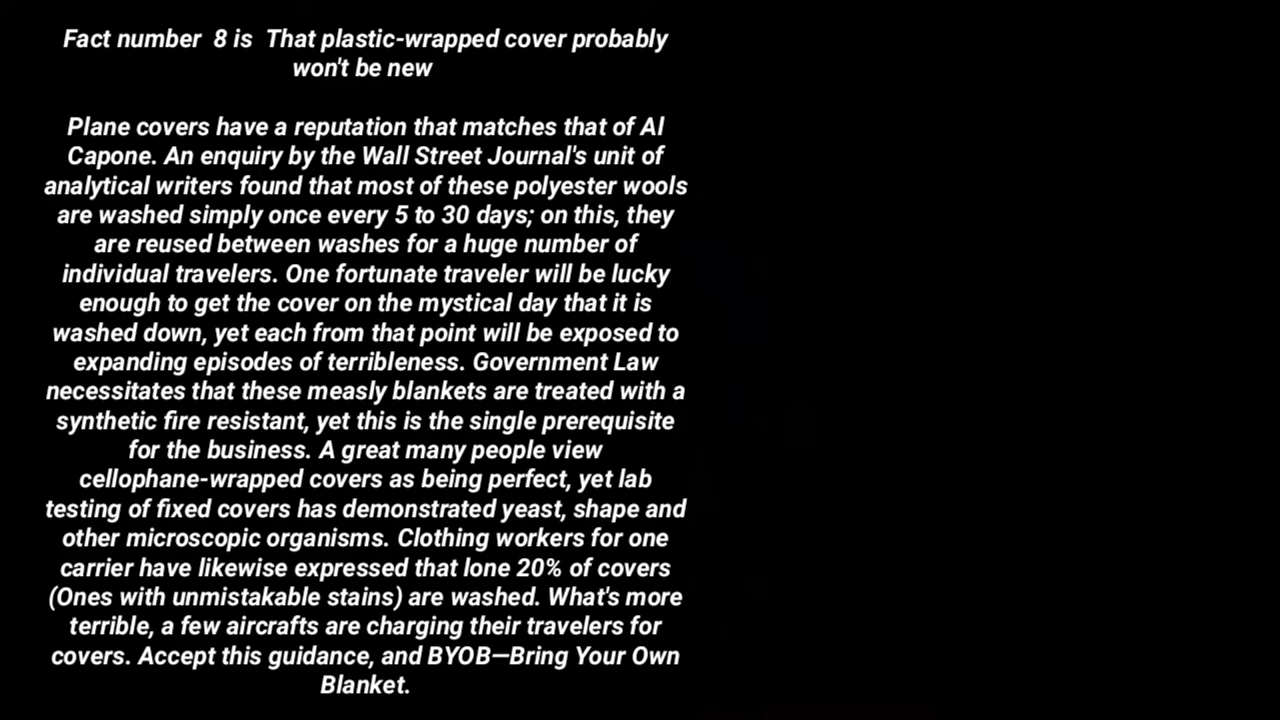 Fact number 8 is That plastic-wrapped cover probably
won't be new
Plane covers have a reputation that matches that of Al
Capone. An enquiry by the Wall Street Journal's unit of
analytical writers found that most of these polyester wools
are washed simply once every 5 to 30 days; on this, they
are reused between washes for a huge number of
individual travelers. One fortunate traveler will be lucky
enough to get the cover on the mystical day that it is
washed down, yet each from that point will be exposed to
expanding episodes of terribleness. Government Law
necessitates that these measly blankets are treated with a
synthetic fire resistant, yet this is the single prerequisite
for the business. A great many people view
cellophane-wrapped covers as being perfect, yet lab
testing of fixed covers has demonstrated yeast, shape and
other microscopic organisms. Clothing workers for one
carrier have likewise expressed that lone 20% of covers
(Ones with unmistakable stains) are washed. What's more
terrible, a few aircrafts are charging their travelers for
covers. Accept this guidance, and BYOB—Bring Your Own
Blanket.